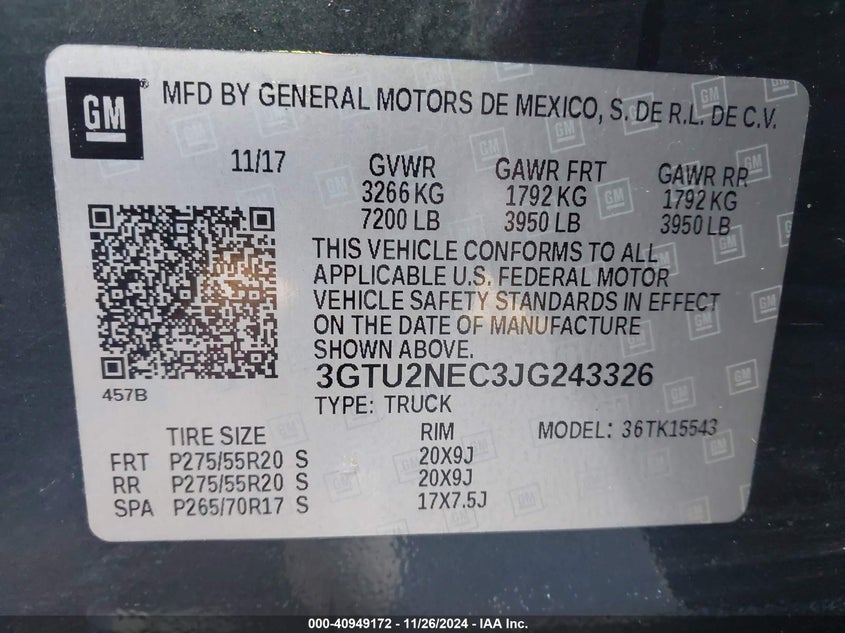 GM ® MFD BY GENERAL MOTORS DE MEXICO, S. DE R.L. DE C.V.
11/17 GVWR GAWR FRT GAWR RR
3266 KG 1792 KG 1792 KG
7200 LB 3950 LB 3950 LB
THIS VEHICLE CONFORMS TO ALL
APPLICABLE U.S. FEDERAL MOTOR
VEHICLE SAFETY STANDARDS IN EFFECT
ON THE DATE OF MANUFACTURE
SHOWN ABOVE.
3GTU2NEC3JG243326
457B
TYPE: TRUCK
TIRE SIZE RIM MODEL: 36TK15543
FRT P275/55R20 S 20X9J
RR P275/55R20 S 20X9J
SPA P265/70R17 S 17X7.5J
000-40949172 - 11/26/2024 - IAA Inc.